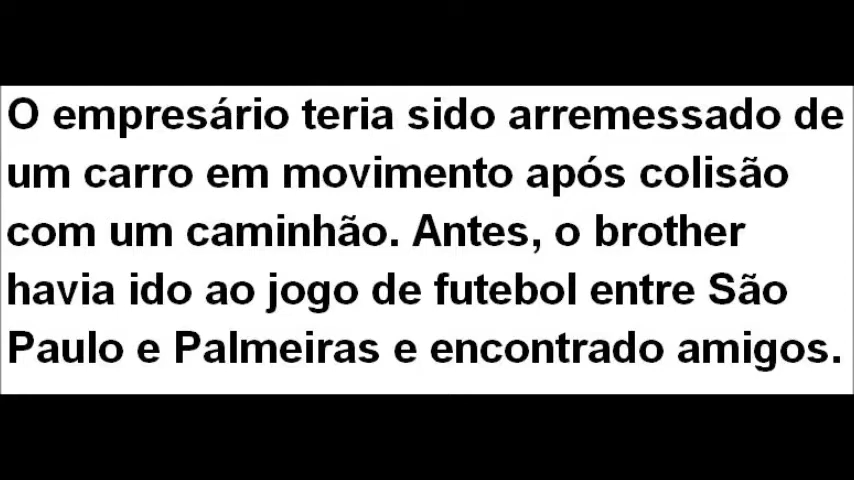 O empresário teria sido arremessado de
um carro em movimento após colisão
com um caminhão. Antes, o brother
havia ido ao jogo de futebol entre São
Paulo e Palmeiras e encontrado amigos.